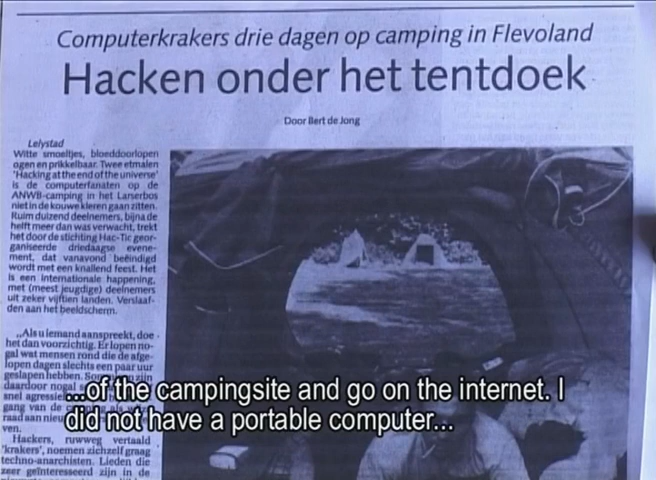 Computerkrakers drie dagen op camping in Flevoland
Hacken onder het tentdoek
Door Bert de Jong
Lelystad
Witte smoeltjes, bloeddoorlopen
ogen en prikkelbaar. Twee etmalen
'Hacking at the end of the universe'
is de computerfanaten op de
ANWB-camping in het Larserbos
niet in de kouwe kleren gaan zitten.
Ruim duizend deelnemers, bijna de
helft meer dan was verwacht, trekt
het door de stichting Hac-Tic geor-
ganiseerde driedaagse evene-
ment, dat vanavond beëindigd
wordt met een knallend feest. Het
is een internationale happening,
met (meest jeugdige) deelnemers
uit zeker vijftien landen. Verslaaf-
den aan het beeldscherm.
„Als u iemand aanspreekt, doe
het dan voorzichtig. Er lopen no-
gal wat mensen rond die de afge-
lopen dagen slechts een paar uur
geslapen hebben. zijn
daardoor nogal
snel
gang van de
raad aan
ven.
Hackers, ruwweg vertaald
'krakers', noemen zichzelf graag
techno-anarchisten. Lieden die
zeer geïnteresseerd zijn in de
...of the campingsite and go on the internet. I
did not have a portable computer...